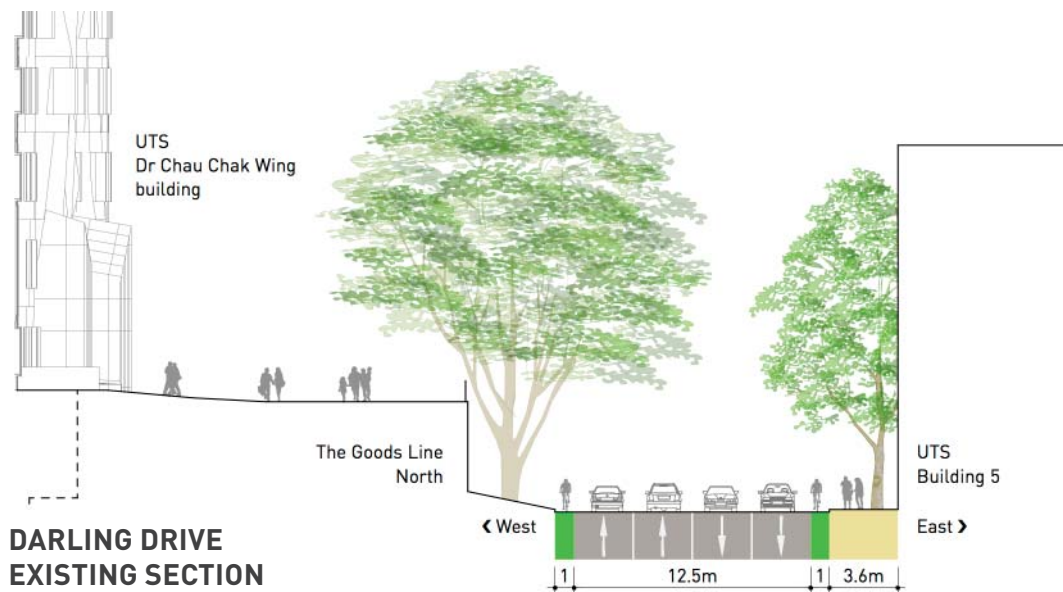 UTS
Dr Chau Chak Wing
building
The Goods Line
North
UTS
Building 5
‹ West
East ›
DARLING DRIVE
EXISTING SECTION
1
12.5m
1
3.6m